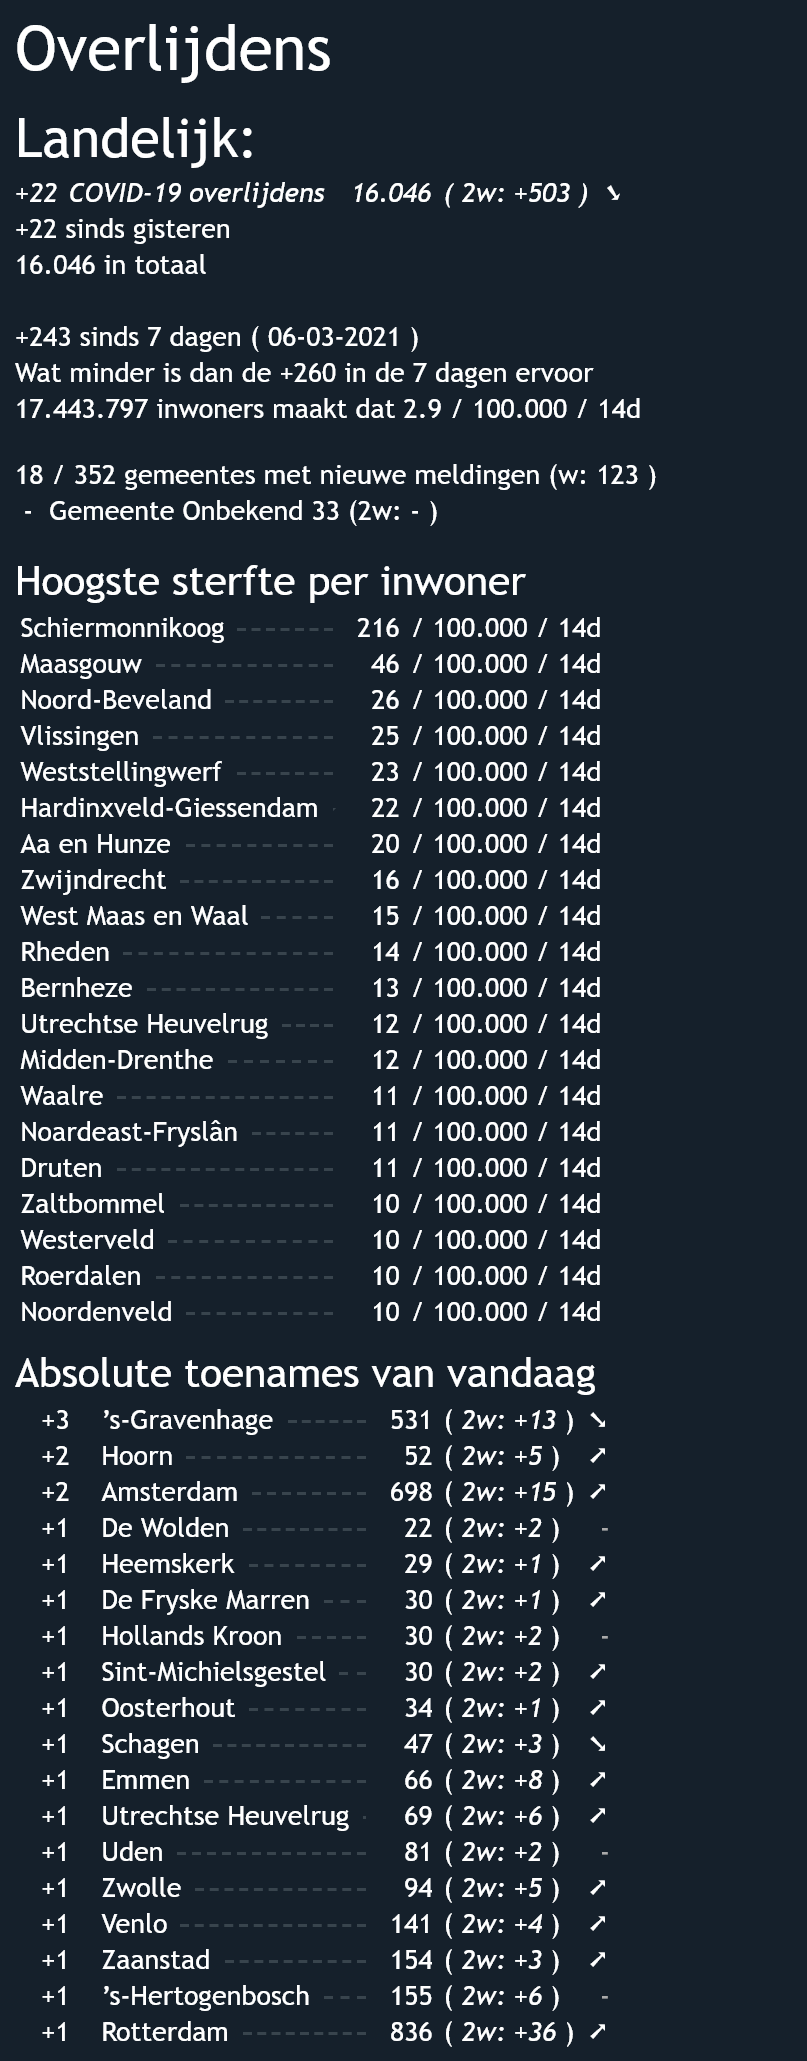 Overlijdens
Landelijk:
+22 COVID-19 overlijdens 16.046 ( 2w: +503 ) ➘
+22 sinds gisteren
16.046 in totaal
+243 sinds 7 dagen ( 06-03-2021 )
Wat minder is dan de +260 in de 7 dagen ervoor
17.443.797 inwoners maakt dat 2.9 / 100.000 / 14d
18 / 352 gemeentes met nieuwe meldingen (w: 123 )
- Gemeente Onbekend 33 (2w: - )
Hoogste sterfte per inwoner
Schiermonnikoog ------- 216 / 100.000 / 14d
Maasgouw ------------ 46 / 100.000 / 14d
Noord-Beveland -------- 26 / 100.000 / 14d
Vlissingen ------------ 25 / 100.000 / 14d
Weststellingwerf ------- 23 / 100.000 / 14d
Hardinxveld-Giessendam - 22 / 100.000 / 14d
Aa en Hunze ---------- 20 / 100.000 / 14d
Zwijndrecht ----------- 16 / 100.000 / 14d
West Maas en Waal ----- 15 / 100.000 / 14d
Rheden -------------- 14 / 100.000 / 14d
Bernheze ------------- 13 / 100.000 / 14d
Utrechtse Heuvelrug ---- 12 / 100.000 / 14d
Midden-Drenthe ------- 12 / 100.000 / 14d
Waalre --------------- 11 / 100.000 / 14d
Noardeast-Fryslân ------ 11 / 100.000 / 14d
Druten --------------- 11 / 100.000 / 14d
Zaltbommel ----------- 10 / 100.000 / 14d
Westerveld ----------- 10 / 100.000 / 14d
Roerdalen ------------ 10 / 100.000 / 14d
Noordenveld ---------- 10 / 100.000 / 14d
Absolute toenames van vandaag
+3 ’s-Gravenhage ------ 531 ( 2w: +13 ) ➘
+2 Hoorn ------------ 52 ( 2w: +5 ) ➚
+2 Amsterdam -------- 698 ( 2w: +15 ) ➚
+1 De Wolden --------- 22 ( 2w: +2 ) -
+1 Heemskerk -------- 29 ( 2w: +1 ) ➚
+1 De Fryske Marren --- 30 ( 2w: +1 ) ➚
+1 Hollands Kroon ----- 30 ( 2w: +2 ) -
+1 Sint-Michielsgestel -- 30 ( 2w: +2 ) ➚
+1 Oosterhout -------- 34 ( 2w: +1 ) ➚
+1 Schagen ----------- 47 ( 2w: +3 ) ➘
+1 Emmen ----------- 66 ( 2w: +8 ) ➚
+1 Utrechtse Heuvelrug - 69 ( 2w: +6 ) ➚
+1 Uden ------------- 81 ( 2w: +2 ) -
+1 Zwolle ------------ 94 ( 2w: +5 ) ➚
+1 Venlo ------------- 141 ( 2w: +4 ) ➚
+1 Zaanstad ---------- 154 ( 2w: +3 ) ➚
+1 ’s-Hertogenbosch --- 155 ( 2w: +6 ) -
+1 Rotterdam --------- 836 ( 2w: +36 ) ➚